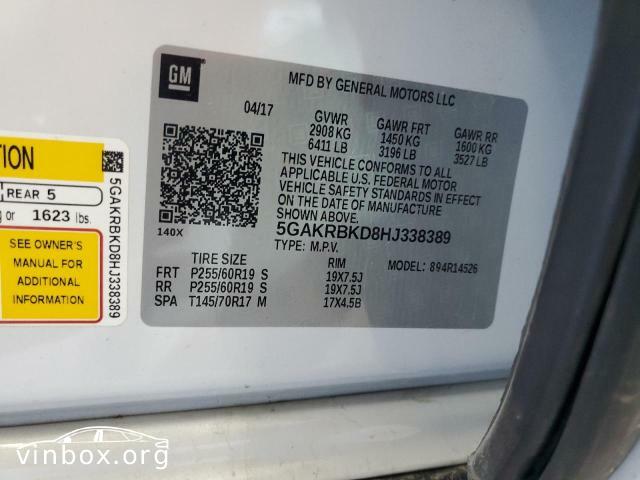 GM
MFD BY GENERAL MOTORS LLC
04/17
GVWR GAWR FRT GAWR RR
2908 KG 1450 KG 1600 KG
6411 LB 3196 LB 3527 LB
THIS VEHICLE CONFORMS TO ALL
APPLICABLE U.S. FEDERAL MOTOR
VEHICLE SAFETY STANDARDS IN EFFECT
ON THE DATE OF MANUFACTURE
SHOWN ABOVE.
140X
5GAKRBKD8HJ338389
TYPE: M.P.V.
MODEL: 894R14526
TIRE SIZE RIM
FRT P255/60R19 S 19X7.5J
RR P255/60R19 S 19X7.5J
SPA T145/70R17 M 17X4.5B
REAR 5
or 1623 lbs.
SEE OWNER'S
MANUAL FOR
ADDITIONAL
INFORMATION
5GAKRBKD8HJ338389
vinbox.org